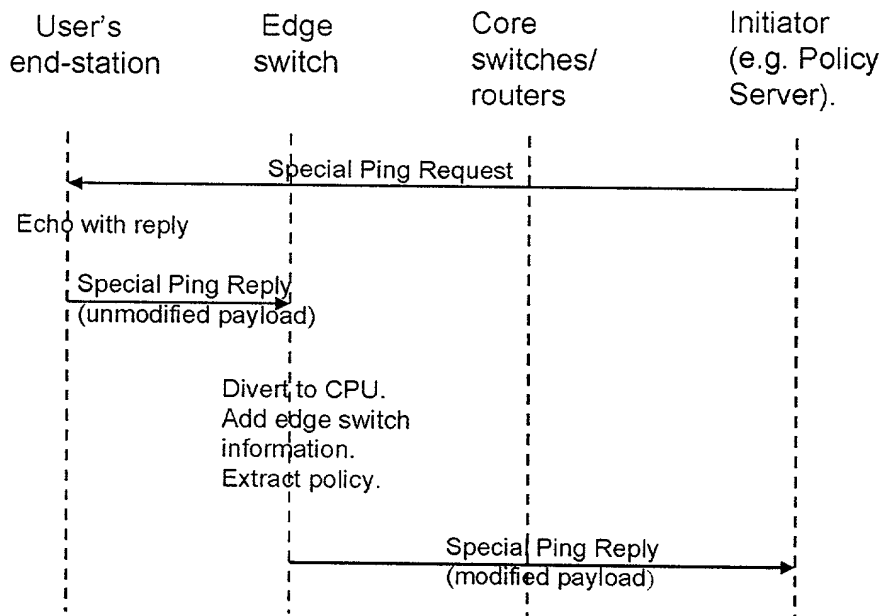 User's
end-station
Edge
switch
Core
switches/
routers
Initiator
(e.g. Policy
Server).
Special Ping Request
Echo with reply
Special Ping Reply
(unmodified payload)
Divert to CPU.
Add edge switch
information.
Extract policy.
Special Ping Reply
(modified payload)